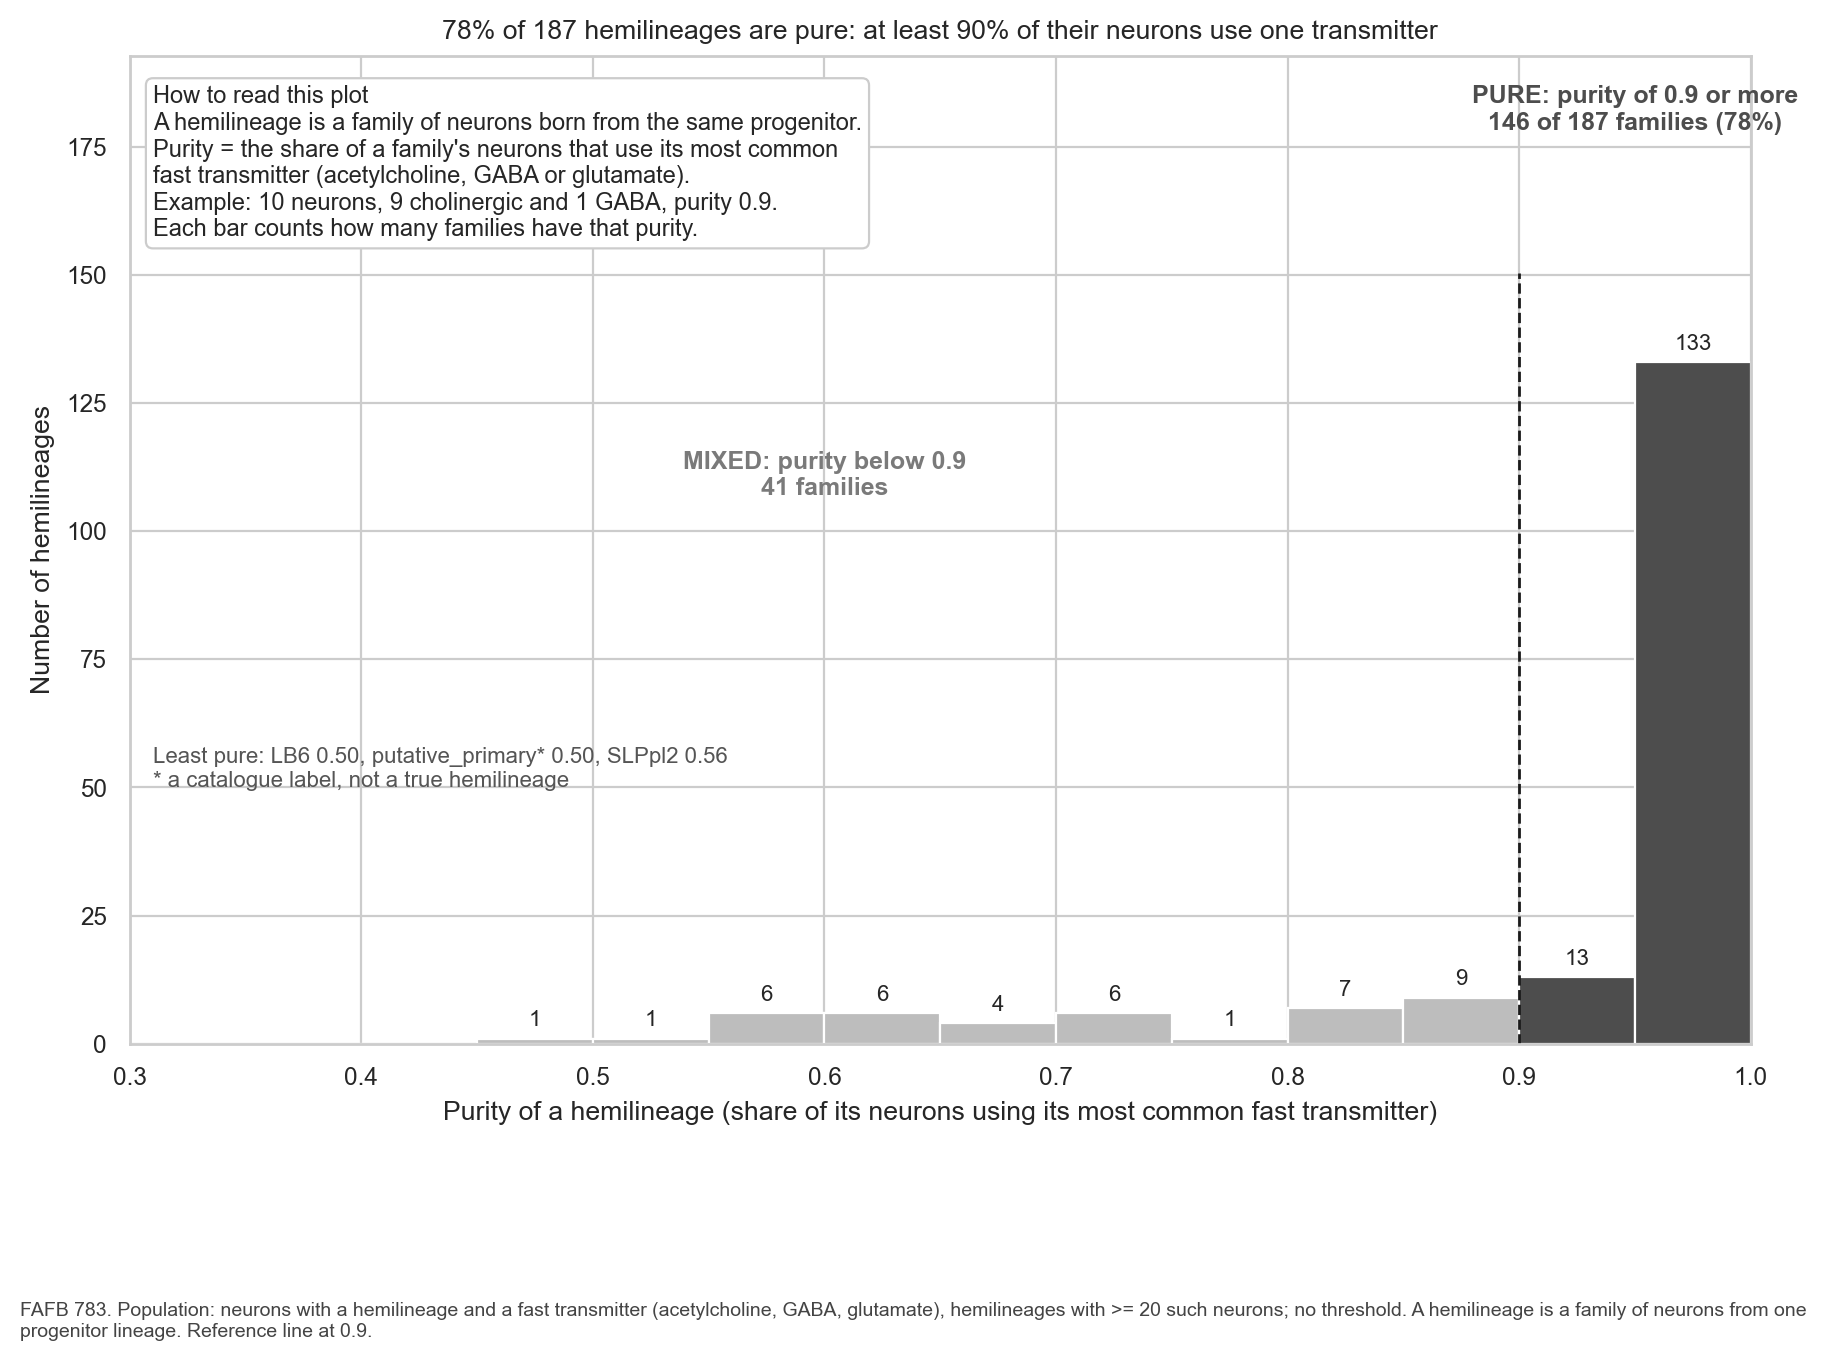 78% of 187 hemilineages are pure: at least 90% of their neurons use one transmitter
How to read this plot
A hemilineage is a family of neurons born from the same progenitor.
Purity = the share of a family's neurons that use its most common
fast transmitter (acetylcholine, GABA or glutamate).
Example: 10 neurons, 9 cholinergic and 1 GABA, purity 0.9.
Each bar counts how many families have that purity.
PURE: purity of 0.9 or more
146 of 187 families (78%)
MIXED: purity below 0.9
41 families
Least pure: LB6 0.50, putative_primary* 0.50, SLPpl2 0.56
* a catalogue label, not a true hemilineage
Number of hemilineages
175
150
125
100
75
50
25
0
1
1
6
6
4
6
1
7
9
13
133
0.3
0.4
0.5
0.6
0.7
0.8
0.9
1.0
Purity of a hemilineage (share of its neurons using its most common fast transmitter)
FAFB 783. Population: neurons with a hemilineage and a fast transmitter (acetylcholine, GABA, glutamate), hemilineages with >= 20 such neurons; no threshold. A hemilineage is a family of neurons from one
progenitor lineage. Reference line at 0.9.